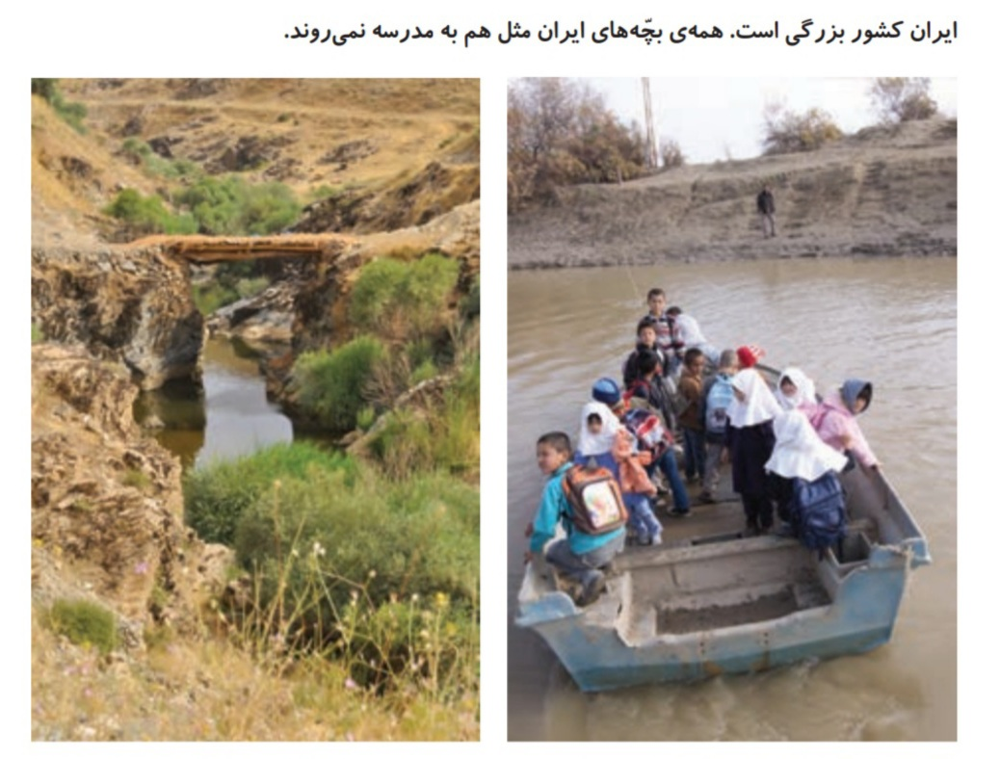 ایران کشور بزرگی است. همه‌ی بچّه‌های ایران مثل هم به مدرسه نمی‌روند.